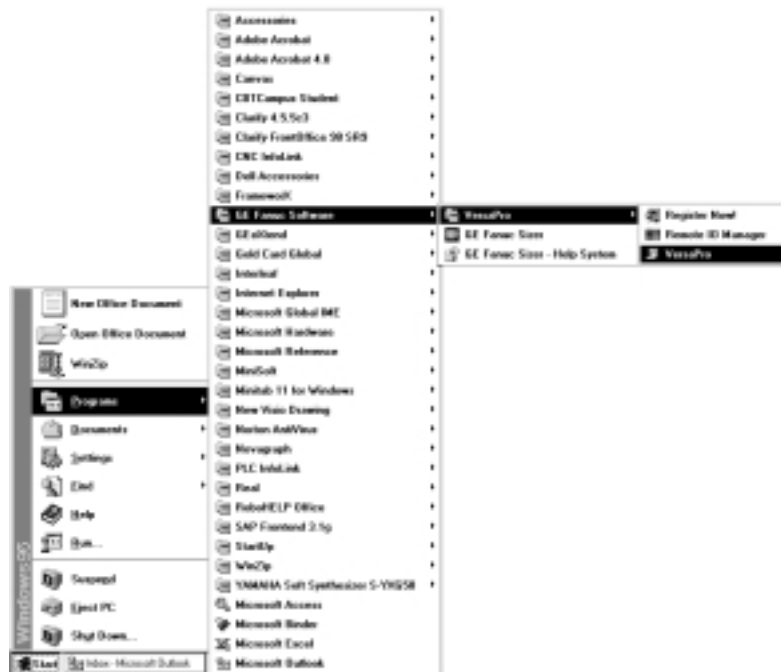 Accessories
Adobe Acrobat
Adobe Acrobat 4.0
Canvas
CBTCampus Student
Clarify 4.5.5c3
Clarify FrontOffice 98 SR9
CNC InfoLink
Dell Accessories
FrameworX
GE Fanuc Software
VersaPro
Register Now!
GE Fanuc Sizer
Remote ID Manager
GE Fanuc Sizer - Help System
VersaPro
Gold Card Global
Interleaf
Internet Explorer
Microsoft Global IME
Microsoft Hardware
Microsoft Reference
MiniSoft
Minitab 11 for Windows
New Visio Drawing
Norton AntiVirus
Novagraph
PLC InfoLink
Real
RoboHELP Office
SAP Frontend 3.1g
StartUp
WinZip
YAMAHA Soft Synthesizer S-YXG50
Microsoft Access
Microsoft Binder
Microsoft Excel
Microsoft Outlook
New Office Document
Open Office Document
WinZip
Programs
Documents
Settings
Find
Help
Run...
Suspend
Eject PC
Shut Down...
Windows95
Start
Inbox - Microsoft Outlook